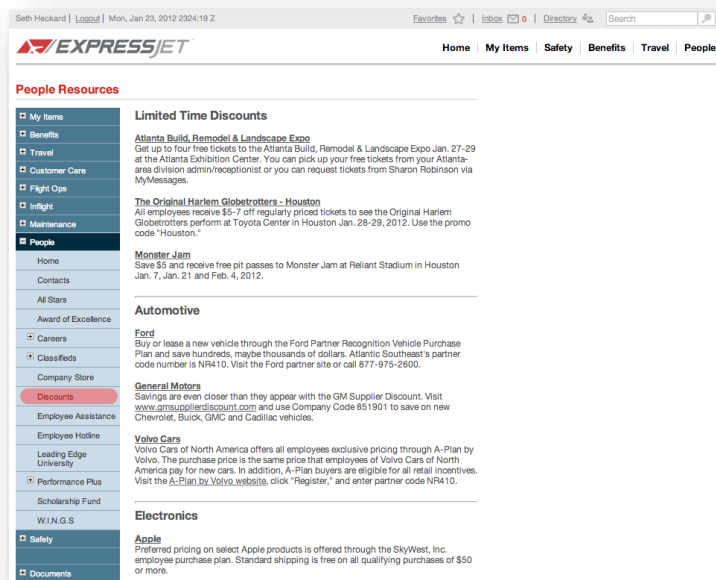 Seth Heckard | Logout | Mon, Jan 23, 2012 2324:19 Z
Favorites | Inbox 0 | Directory Search
EXPRESSJET
Home My Items Safety Benefits Travel People
People Resources
My Items
Benefits
Travel
Customer Care
Flight Ops
Inflight
Maintenance
People
Home
Contacts
All Stars
Award of Excellence
Careers
Classifieds
Company Store
Discounts
Employee Assistance
Employee Hotline
Leading Edge
University
Performance Plus
Scholarship Fund
W.I.N.G.S
Safety
Documents
Limited Time Discounts
Atlanta Build, Remodel & Landscape Expo
Get up to four free tickets to the Atlanta Build, Remodel & Landscape Expo Jan. 27-29
at the Atlanta Exhibition Center. You can pick up your free tickets from your Atlanta-
area division admin/receptionist or you can request tickets from Sharon Robinson via
MyMessages.
The Original Harlem Globetrotters - Houston
All employees receive $5-7 off regularly priced tickets to see the Original Harlem
Globetrotters perform at Toyota Center in Houston Jan. 28-29, 2012. Use the promo
code "Houston."
Monster Jam
Save $5 and receive free pit passes to Monster Jam at Reliant Stadium in Houston
Jan. 7, Jan. 21 and Feb. 4, 2012.
Automotive
Ford
Buy or lease a new vehicle through the Ford Partner Recognition Vehicle Purchase
Plan and save hundreds, maybe thousands of dollars. Atlantic Southeast's partner
code number is NR410. Visit the Ford partner site or call 877-975-2600.
General Motors
Savings are even closer than they appear with the GM Supplier Discount. Visit
www.gmsupplierdiscount.com and use Company Code 851901 to save on new
Chevrolet, Buick, GMC and Cadillac vehicles.
Volvo Cars
Volvo Cars of North America offers all employees exclusive pricing through A-Plan by
Volvo. The purchase price is the same price that employees of Volvo Cars of North
America pay for new cars. In addition, A-Plan buyers are eligible for all retail incentives.
Visit the A-Plan by Volvo website, click "Register," and enter partner code NR410.
Electronics
Apple
Preferred pricing on select Apple products is offered through the SkyWest, Inc.
employee purchase plan. Standard shipping is free on all qualifying purchases of $50
or more.